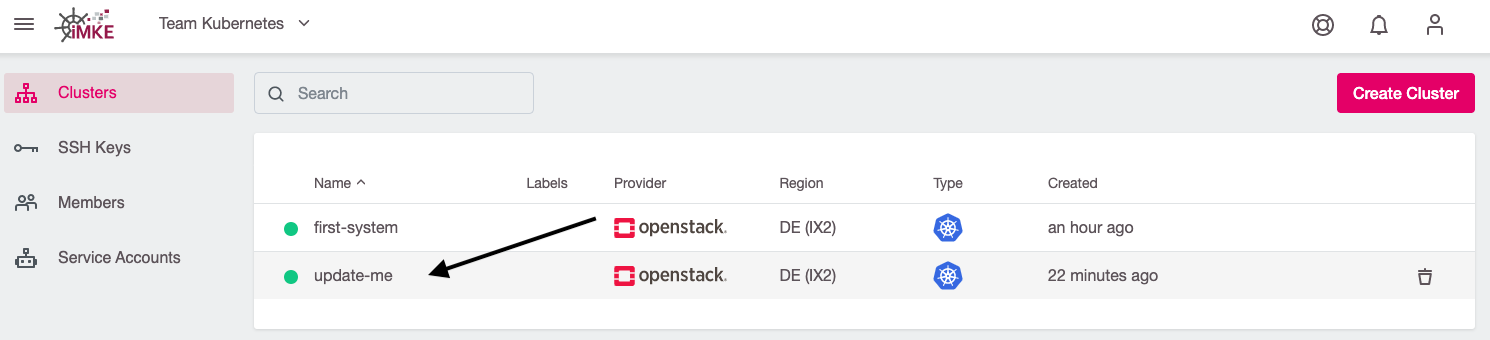 iMKE Team Kubernetes
Clusters
Search
Create Cluster
SSH Keys
Members
Service Accounts
Name Labels Provider Region Type Created
first-system openstack. DE (IX2) an hour ago
update-me openstack. DE (IX2) 22 minutes ago